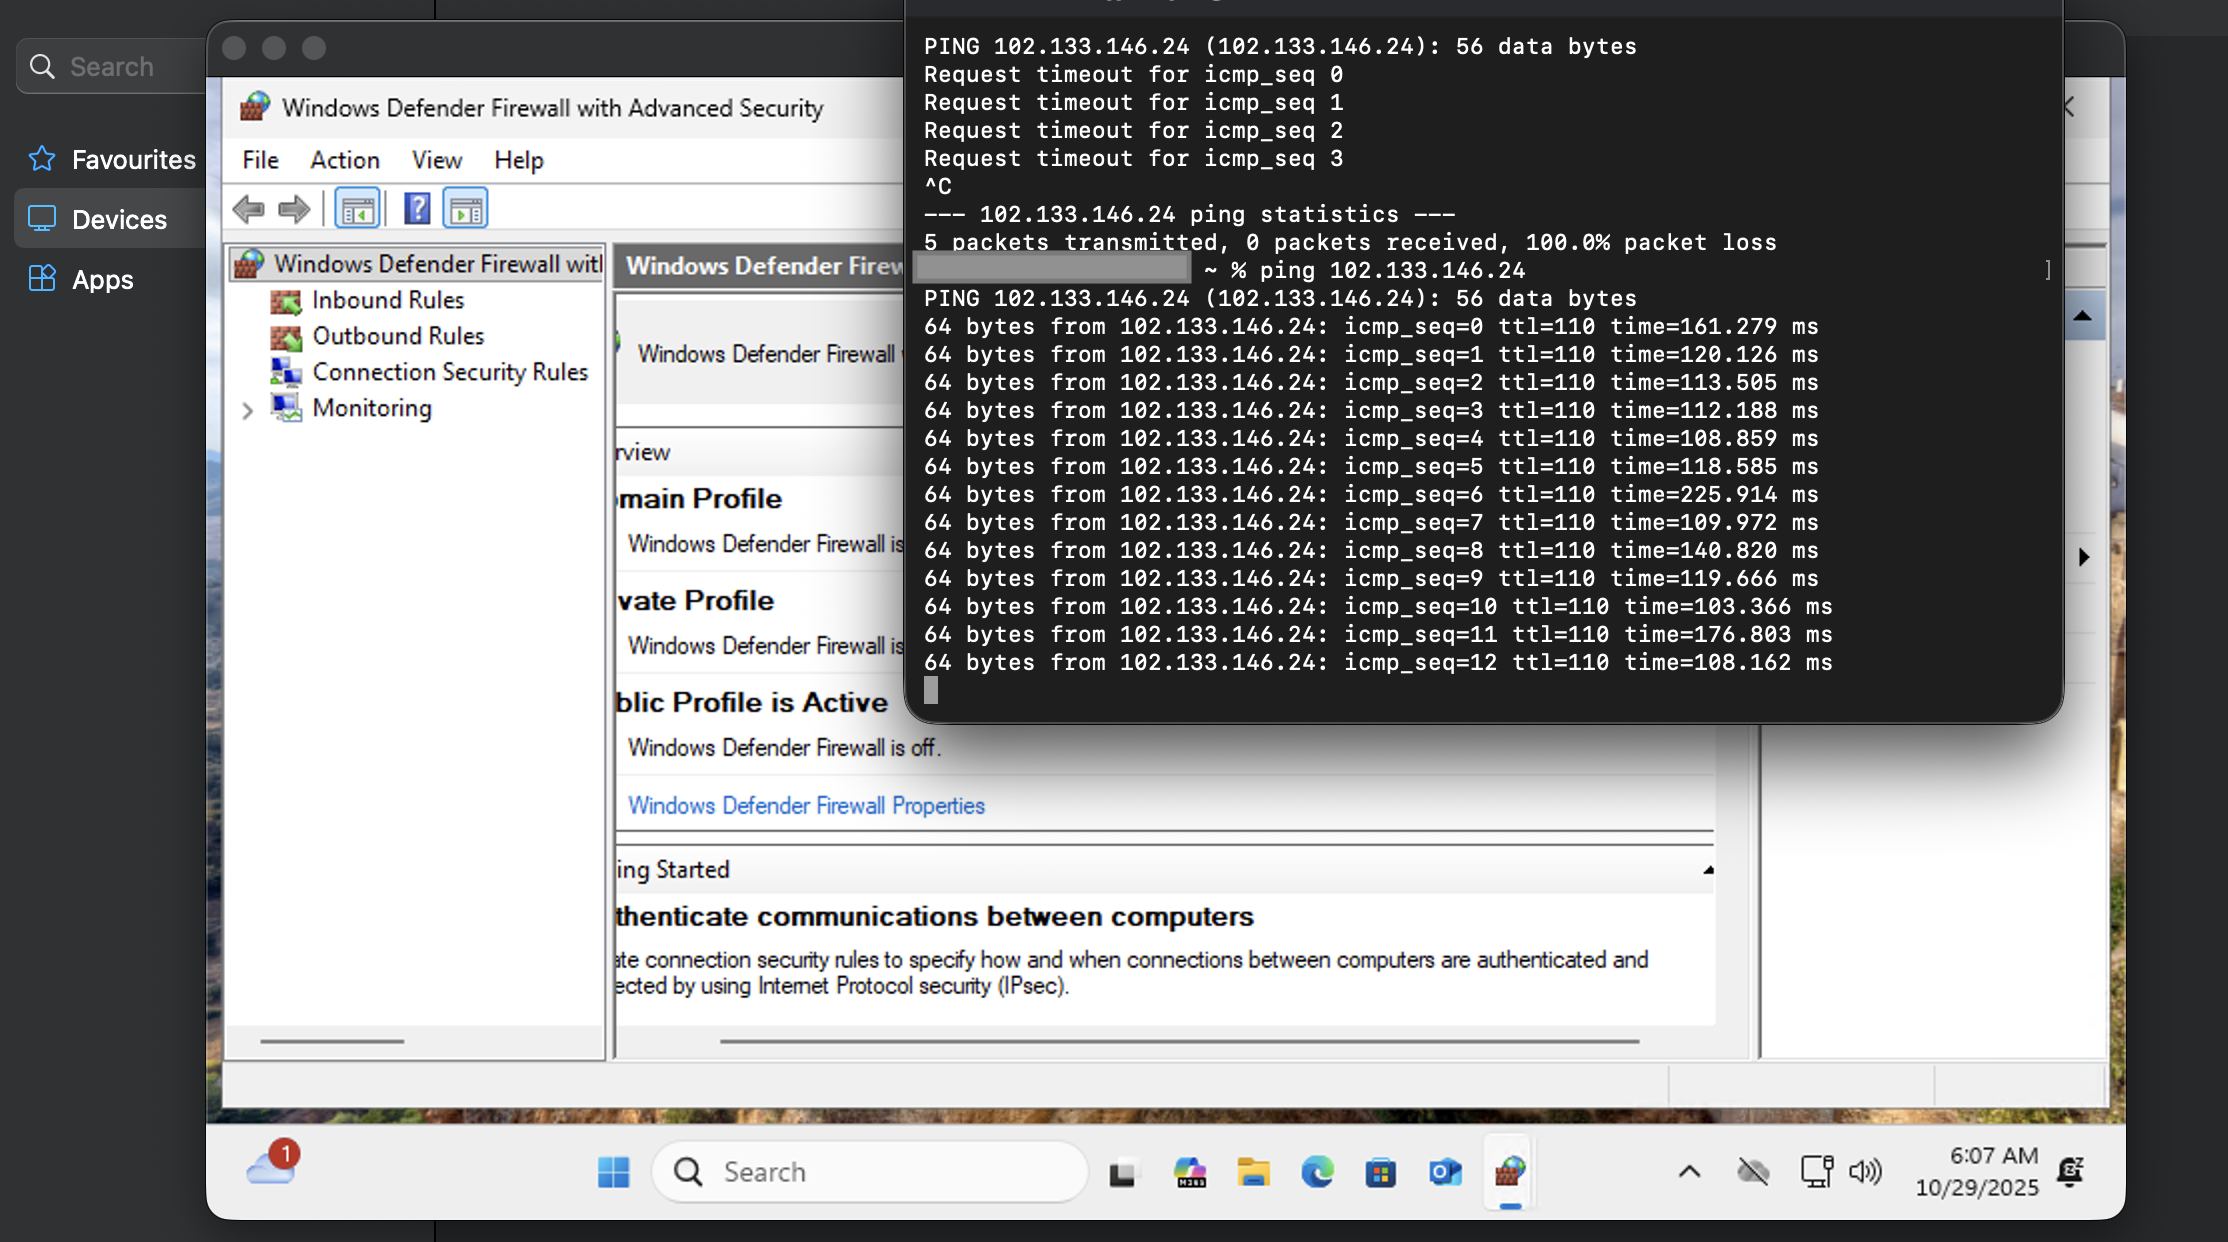 Search
Favourites
Devices
Apps
Windows Defender Firewall with Advanced Security
File Action View Help
Windows Defender Firewall
Inbound Rules
Outbound Rules
Connection Security Rules
Monitoring
Windows Defender
Windows Defender Firewall
Profile
Windows Defender Firewall is
Profile
Windows Defender Firewall is
Profile is Active
Windows Defender Firewall is off.
Windows Defender Firewall Properties
Started
communications between computers
connection security rules to specify how and when connections between computers are authenticated and
by using Internet Protocol security (IPsec).
PING 102.133.146.24 (102.133.146.24): 56 data bytes
Request timeout for icmp_seq 0
Request timeout for icmp_seq 1
Request timeout for icmp_seq 2
Request timeout for icmp_seq 3
^C
--- 102.133.146.24 ping statistics ---
5 packets transmitted, 0 packets received, 100.0% packet loss
~ % ping 102.133.146.24 ]
PING 102.133.146.24 (102.133.146.24): 56 data bytes
64 bytes from 102.133.146.24: icmp_seq=0 ttl=110 time=161.279 ms
64 bytes from 102.133.146.24: icmp_seq=1 ttl=110 time=120.126 ms
64 bytes from 102.133.146.24: icmp_seq=2 ttl=110 time=113.505 ms
64 bytes from 102.133.146.24: icmp_seq=3 ttl=110 time=112.188 ms
64 bytes from 102.133.146.24: icmp_seq=4 ttl=110 time=108.859 ms
64 bytes from 102.133.146.24: icmp_seq=5 ttl=110 time=118.585 ms
64 bytes from 102.133.146.24: icmp_seq=6 ttl=110 time=225.914 ms
64 bytes from 102.133.146.24: icmp_seq=7 ttl=110 time=109.972 ms
64 bytes from 102.133.146.24: icmp_seq=8 ttl=110 time=140.820 ms
64 bytes from 102.133.146.24: icmp_seq=9 ttl=110 time=119.666 ms
64 bytes from 102.133.146.24: icmp_seq=10 ttl=110 time=103.366 ms
64 bytes from 102.133.146.24: icmp_seq=11 ttl=110 time=176.803 ms
64 bytes from 102.133.146.24: icmp_seq=12 ttl=110 time=108.162 ms
1
Search
M365
6:07 AM
10/29/2025